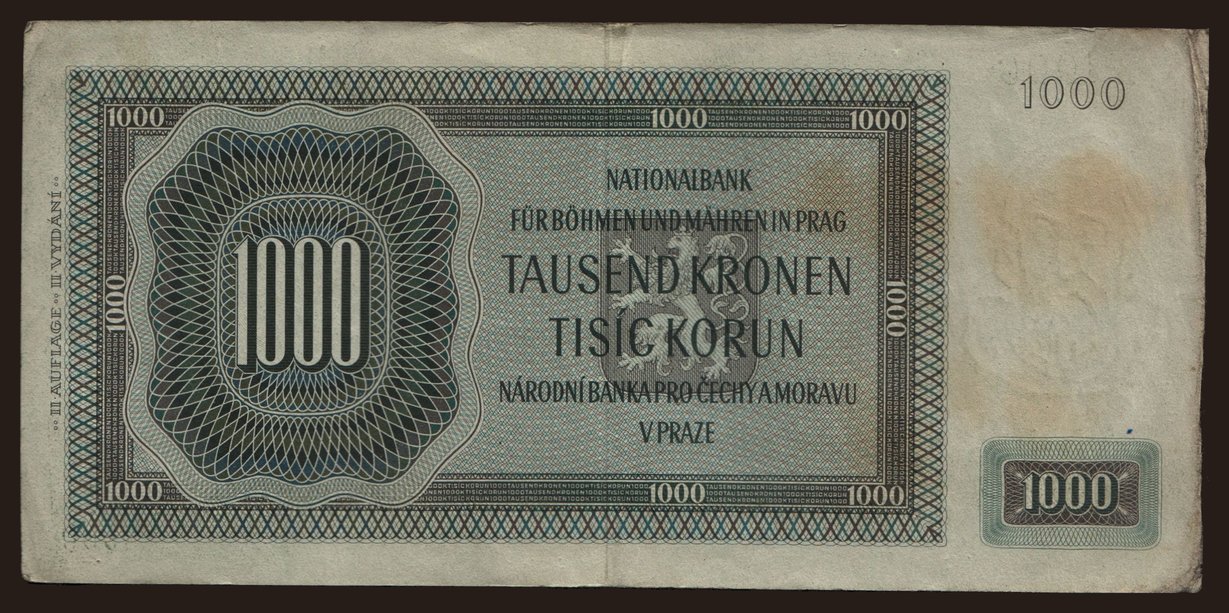 1000
1000
1000
1000
°° II AUFLAGE °° II VYDÁNÍ °°
NATIONALBANK
FÜR BÖHMEN UND MÄHREN IN PRAG
1000
TAUSEND KRONEN
1000
1000
TISÍC KORUN
NÁRODNÍ BANKA PRO ČECHY A MORAVU
V PRAZE
1000
1000
1000
1000